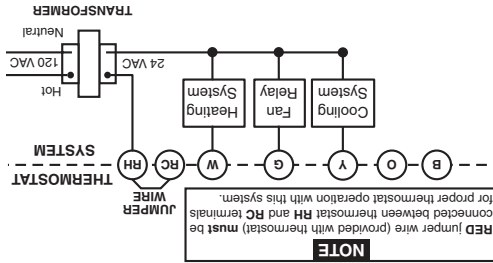 NOTE
RED jumper wire (provided with thermostat) must be
connected between thermostat RH and RC terminals
for proper thermostat operation with this system.
JUMPER
WIRE
THERMOSTAT
SYSTEM
B
O
Y
G
W
RC
RH
Cooling
System
Fan
Relay
Heating
System
24 VAC
Hot
120 VAC
Neutral
TRANSFORMER